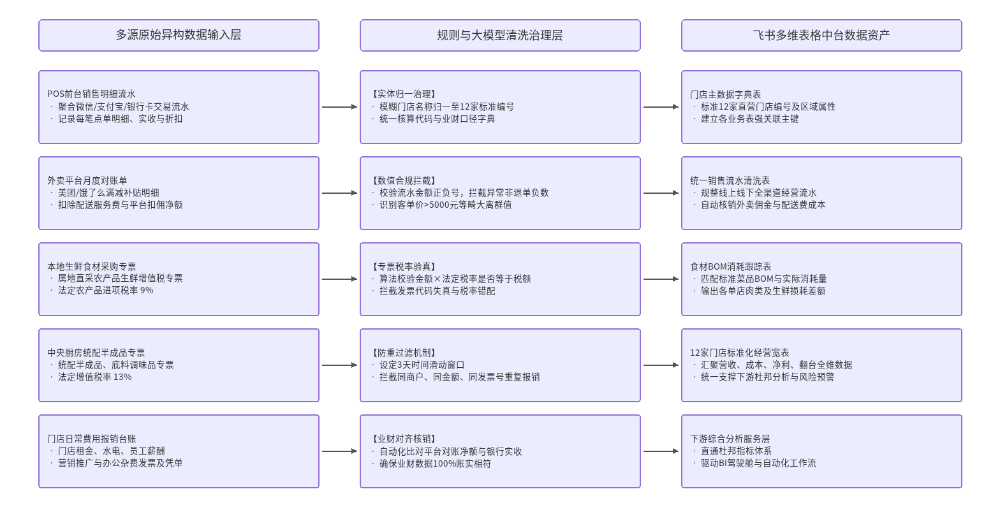 多源原始异构数据输入层
规则与大模型清洗治理层
飞书多维表格中台数据资产
POS前台销售明细流水
· 聚合微信/支付宝/银行卡交易流水
· 记录每笔点单明细、实收与折扣
【实体归一治理】
· 模糊门店名称归一至12家标准编号
· 统一核算代码与业财口径字典
门店主数据字典表
· 标准12家直营门店编号及区域属性
· 建立各业务表强关联主键
外卖平台月度对账单
· 美团/饿了么满减补贴明细
· 扣除配送服务费与平台扣佣净额
【数值合规拦截】
· 校验流水金额正负号，拦截异常非退单负数
· 识别客单价>5000元等畸大离群值
统一销售流水清洗表
· 规整线上线下全渠道经营流水
· 自动核销外卖佣金与配送费成本
本地生鲜食材采购专票
· 属地直采农产品生鲜增值税专票
· 法定农产品进项税率 9%
【专票税率验真】
· 算法校验金额×法定税率是否等于税额
· 拦截发票代码失真与税率错配
食材BOM消耗跟踪表
· 匹配标准菜品BOM与实际消耗量
· 输出各单店肉类及生鲜损耗差额
中央厨房统配半成品专票
· 统配半成品、底料调味品专票
· 法定增值税率 13%
【防重过滤机制】
· 设定3天时间滑动窗口
· 拦截同商户、同金额、同发票号重复报销
12家门店标准化经营宽表
· 汇聚营收、成本、净利、翻台全维数据
· 统一支撑下游杜邦分析与风险预警
门店日常费用报销台账
· 门店租金、水电、员工薪酬
· 营销推广与办公杂费发票及凭单
【业财对齐核销】
· 自动化比对平台对账净额与银行实收
· 确保业财数据100%账实相符
下游综合分析服务层
· 直通杜邦指标体系
· 驱动BI驾驶舱与自动化工作流